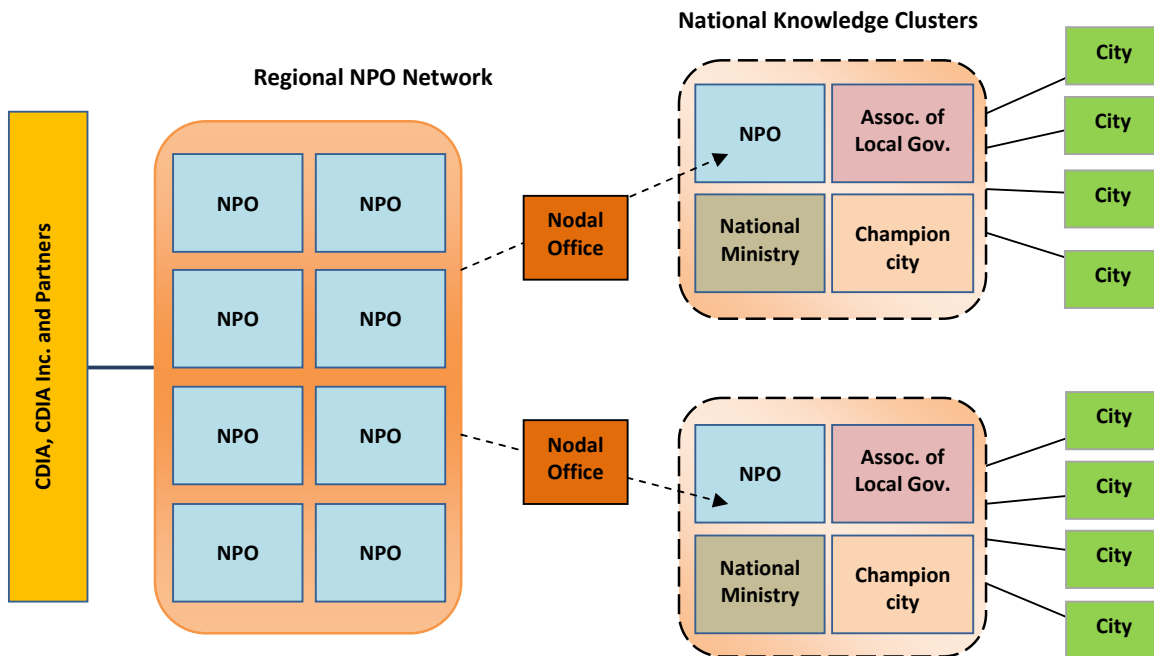 National Knowledge Clusters
Regional NPO Network
CDIA, CDIA Inc. and Partners
NPO
NPO
NPO
NPO
NPO
NPO
NPO
NPO
Nodal
Office
Nodal
Office
NPO
Assoc. of
Local Gov.
National
Ministry
Champion
city
City
City
City
City
NPO
Assoc. of
Local Gov.
National
Ministry
Champion
city
City
City
City
City